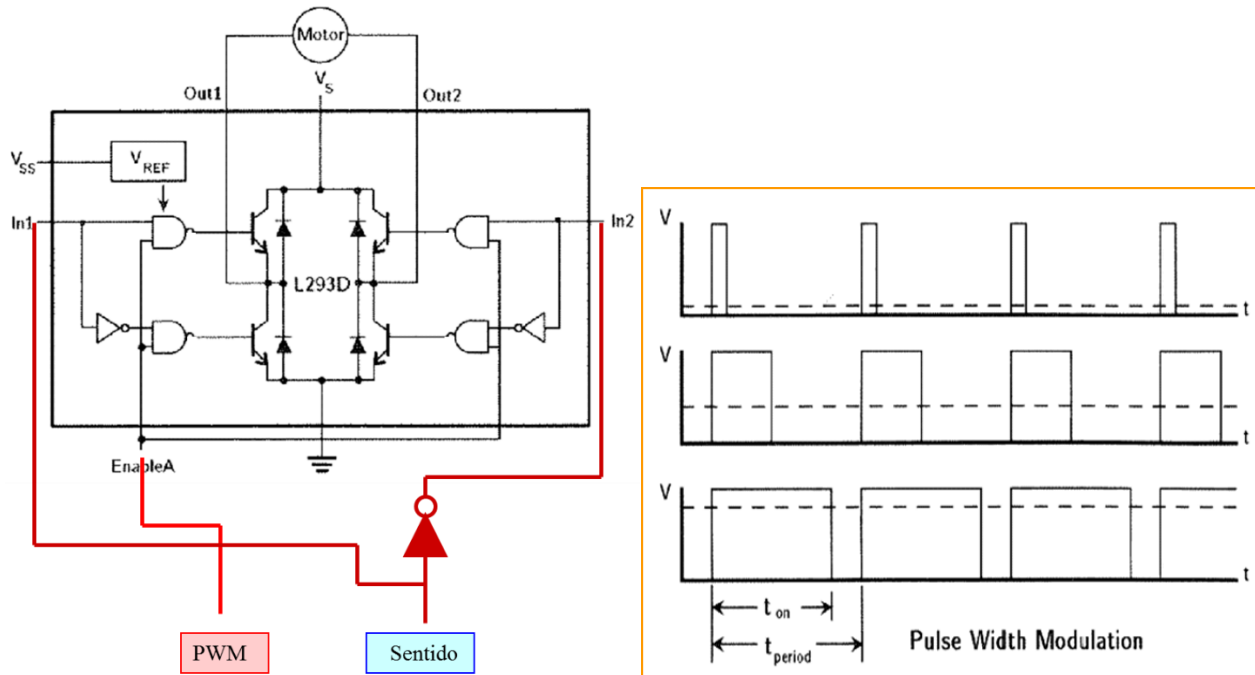 Motor
VS
Out1
Out2
VSS
VREF
In1
In2
L293D
EnableA
PWM
Sentido
V
t
V
t
V
t
ton
tperiod
Pulse Width Modulation